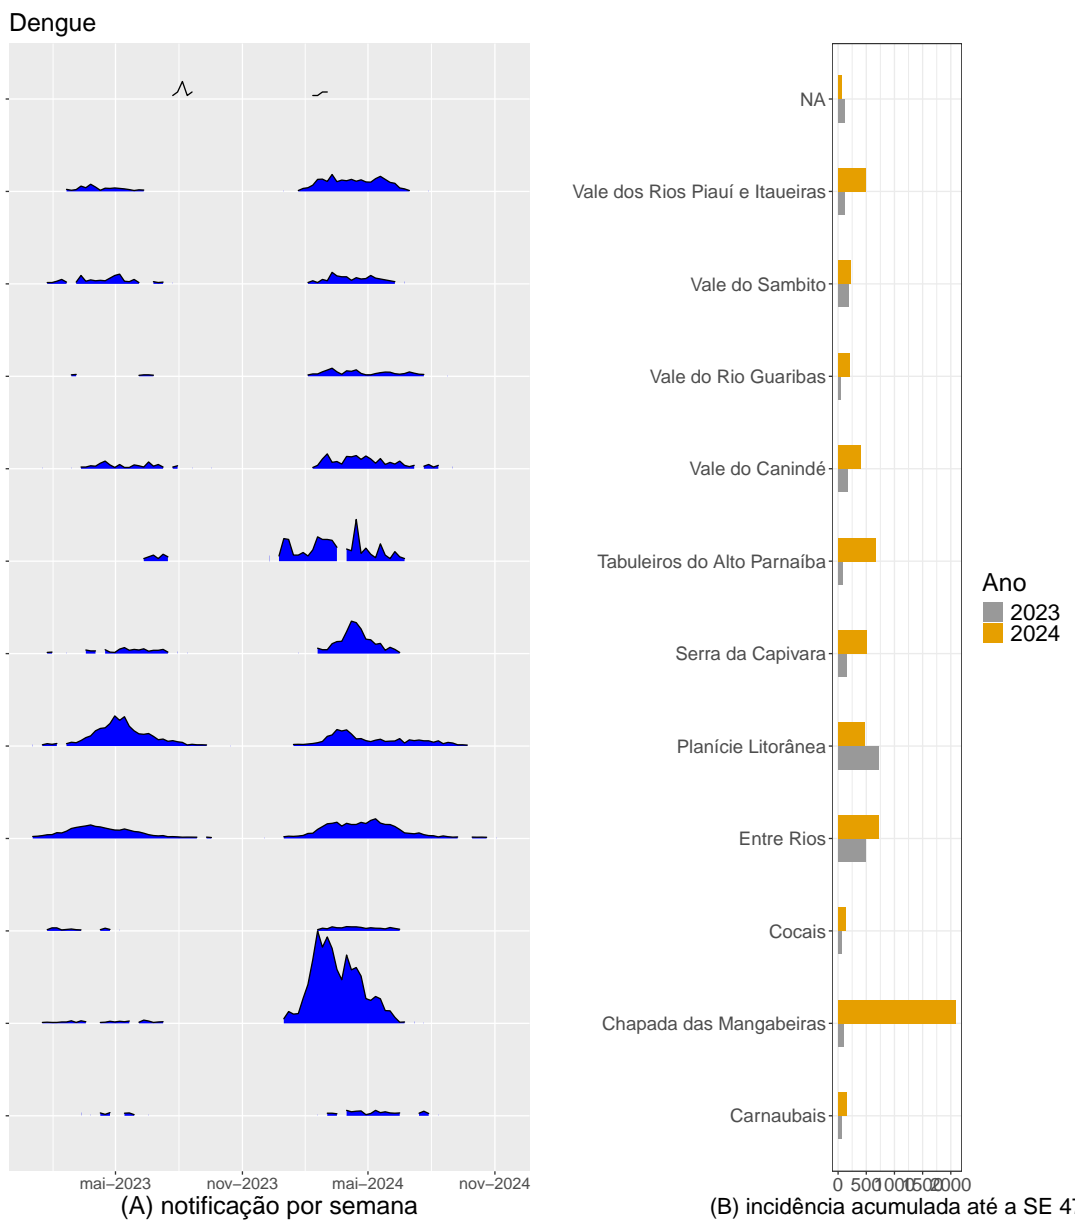 Dengue
NA
Vale dos Rios Piauí e Itaueiras
Vale do Sambito
Vale do Rio Guaribas
Vale do Canindé
Tabuleiros do Alto Parnaíba
Serra da Capivara
Planície Litorânea
Entre Rios
Cocais
Chapada das Mangabeiras
Carnaubais
Ano
2023
2024
mai–2023 nov–2023 mai–2024 nov–2024
0 500 1000 1500 2000
(A) notificação por semana
(B) incidência acumulada até a SE 47